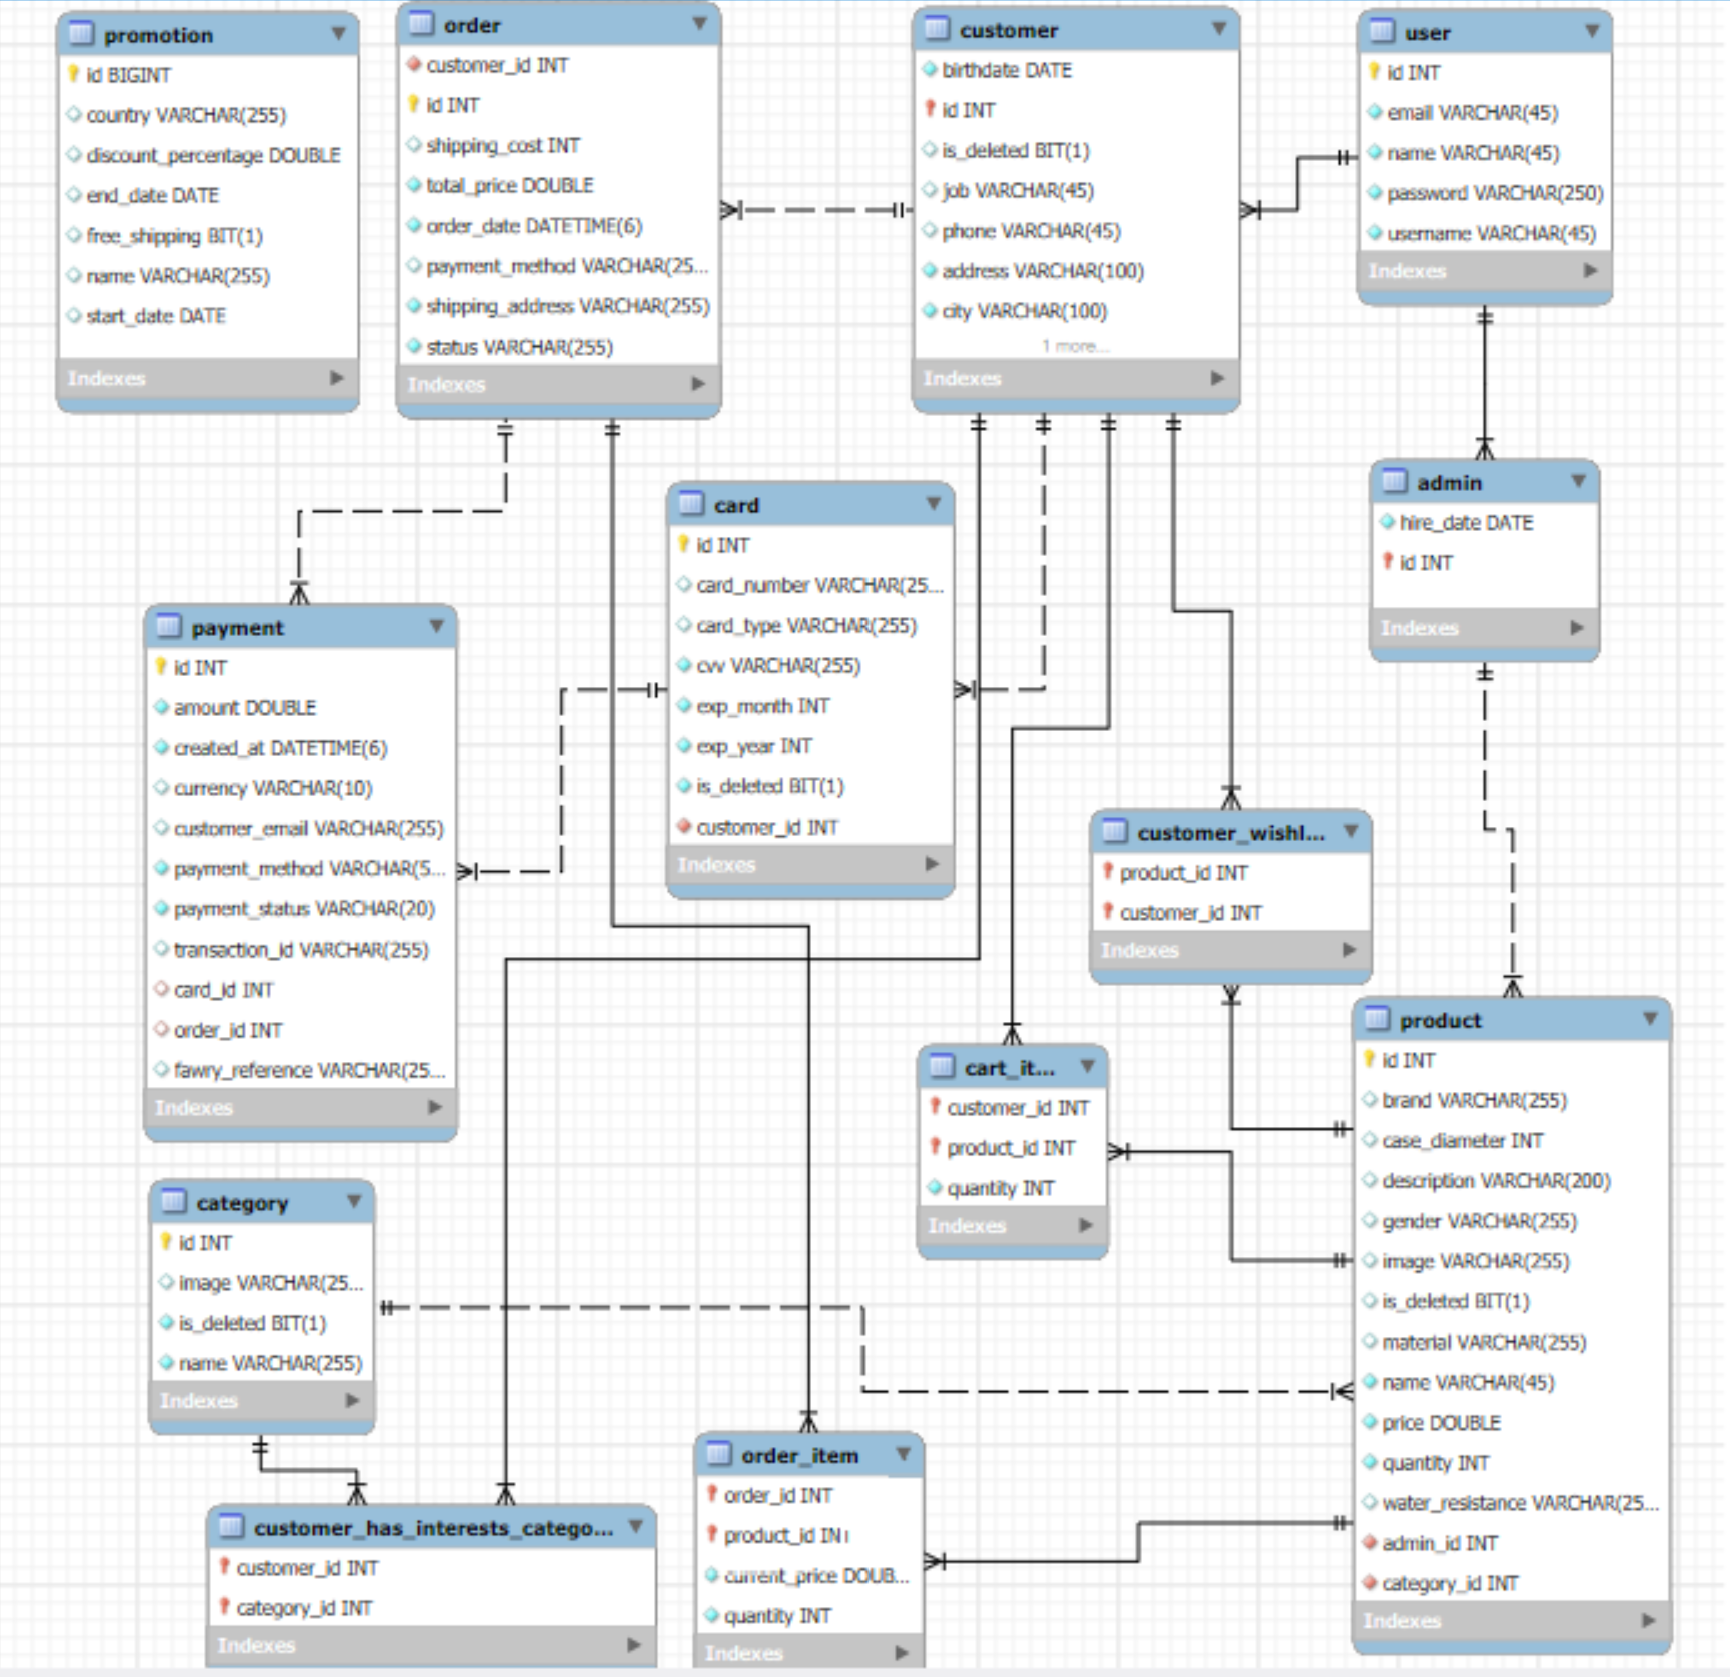 promotion
id BIGINT
country VARCHAR(255)
discount_percentage DOUBLE
end_date DATE
free_shipping BIT(1)
name VARCHAR(255)
start_date DATE
Indexes
order
customer_id INT
id INT
shipping_cost INT
total_price DOUBLE
order_date DATETIME(6)
payment_method VARCHAR(25...
shipping_address VARCHAR(255)
status VARCHAR(255)
Indexes
customer
birthdate DATE
id INT
is_deleted BIT(1)
job VARCHAR(45)
phone VARCHAR(45)
address VARCHAR(100)
city VARCHAR(100)
1 more...
Indexes
user
id INT
email VARCHAR(45)
name VARCHAR(45)
password VARCHAR(250)
username VARCHAR(45)
Indexes
card
id INT
card_number VARCHAR(25...
card_type VARCHAR(255)
cvv VARCHAR(255)
exp_month INT
exp_year INT
is_deleted BIT(1)
customer_id INT
Indexes
admin
hire_date DATE
id INT
Indexes
payment
id INT
amount DOUBLE
created_at DATETIME(6)
currency VARCHAR(10)
customer_email VARCHAR(255)
payment_method VARCHAR(5...
payment_status VARCHAR(20)
transaction_id VARCHAR(255)
card_id INT
order_id INT
fawry_reference VARCHAR(25...
Indexes
customer_wishl...
product_id INT
customer_id INT
Indexes
cart_it...
customer_id INT
product_id INT
quantity INT
Indexes
product
id INT
brand VARCHAR(255)
case_diameter INT
description VARCHAR(200)
gender VARCHAR(255)
image VARCHAR(255)
is_deleted BIT(1)
material VARCHAR(255)
name VARCHAR(45)
price DOUBLE
quantity INT
water_resistance VARCHAR(25...
admin_id INT
category_id INT
Indexes
category
id INT
image VARCHAR(25...
is_deleted BIT(1)
name VARCHAR(255)
Indexes
order_item
order_id INT
product_id INT
current_price DOUB...
quantity INT
Indexes
customer_has_interests_catego...
customer_id INT
category_id INT
Indexes